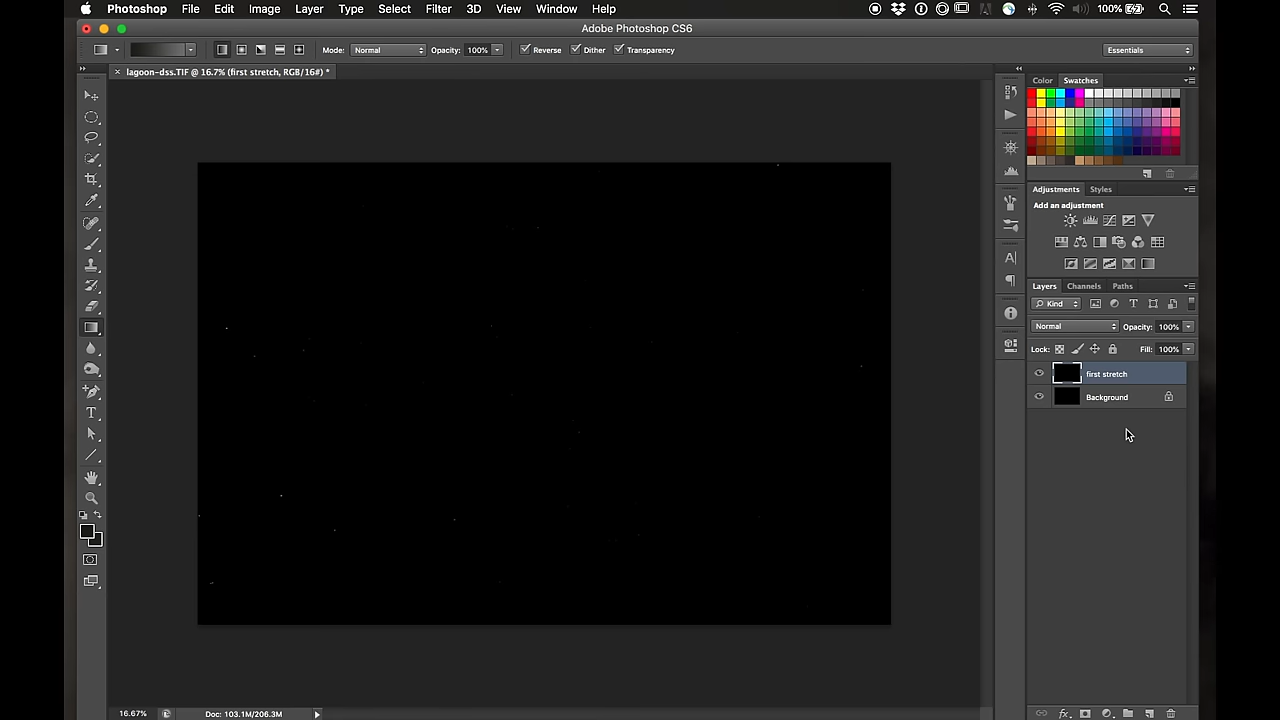 Photoshop File Edit Image Layer Type Select Filter 3D View Window Help 100%
Adobe Photoshop CS6
Mode: Normal Opacity: 100% Reverse Dither Transparency Essentials
lagoon-dss.TIF @ 16.7% (first stretch, RGB/16#) *
Color Swatches
Adjustments Styles
Add an adjustment
Layers Channels Paths
Kind
Normal Opacity: 100%
Lock: Fill: 100%
first stretch
Background
16.67% Doc: 103.1M/206.3M